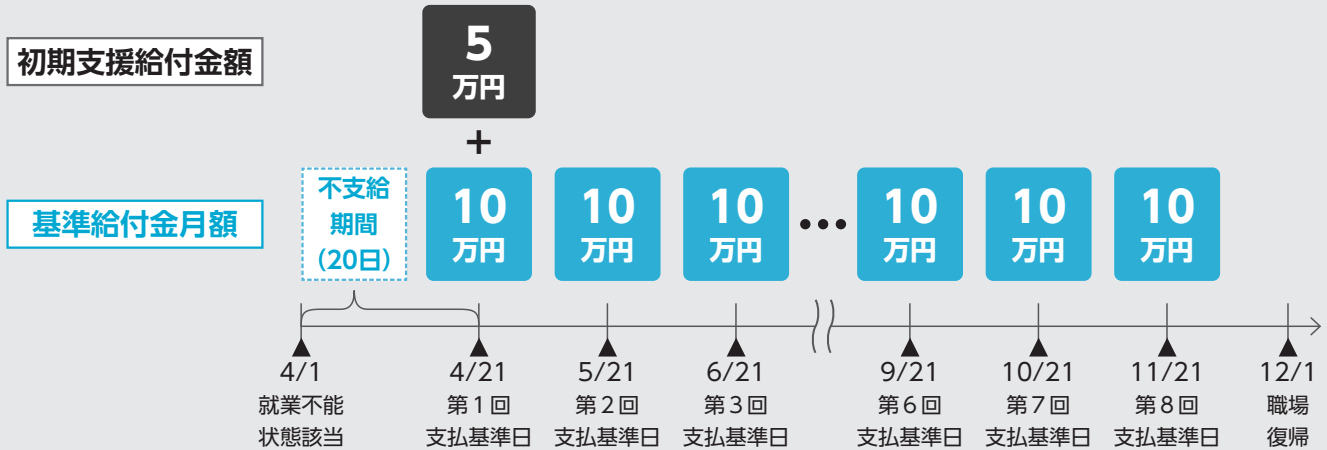 初期支援給付金額
5
万円
+
基準給付金月額
不支給
期間
(20日)
10
万円
10
万円
10
万円
•••
10
万円
10
万円
10
万円
4/1
就業不能
状態該当
4/21
第1回
支払基準日
5/21
第2回
支払基準日
6/21
第3回
支払基準日
9/21
第6回
支払基準日
10/21
第7回
支払基準日
11/21
第8回
支払基準日
12/1
職場
復帰